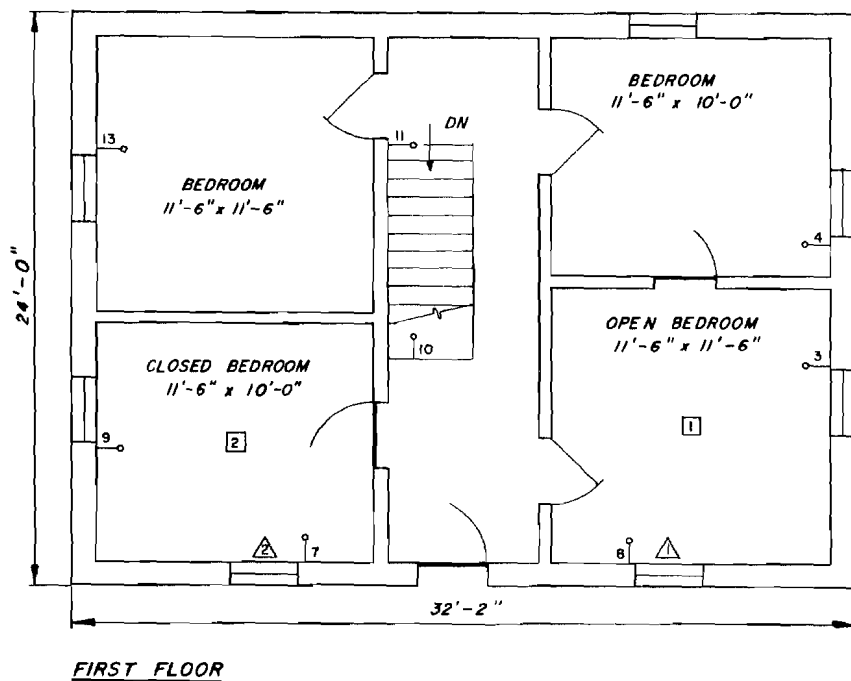 BEDROOM
11'-6" x 10'-0"
DN
11
13
BEDROOM
11'-6" x 11'-6"
4
24'-0"
OPEN BEDROOM
11'-6" x 11'-6"
CLOSED BEDROOM
11'-6" x 10'-0"
10
3
1
9
2
2
7
8
1
32'-2"
FIRST FLOOR